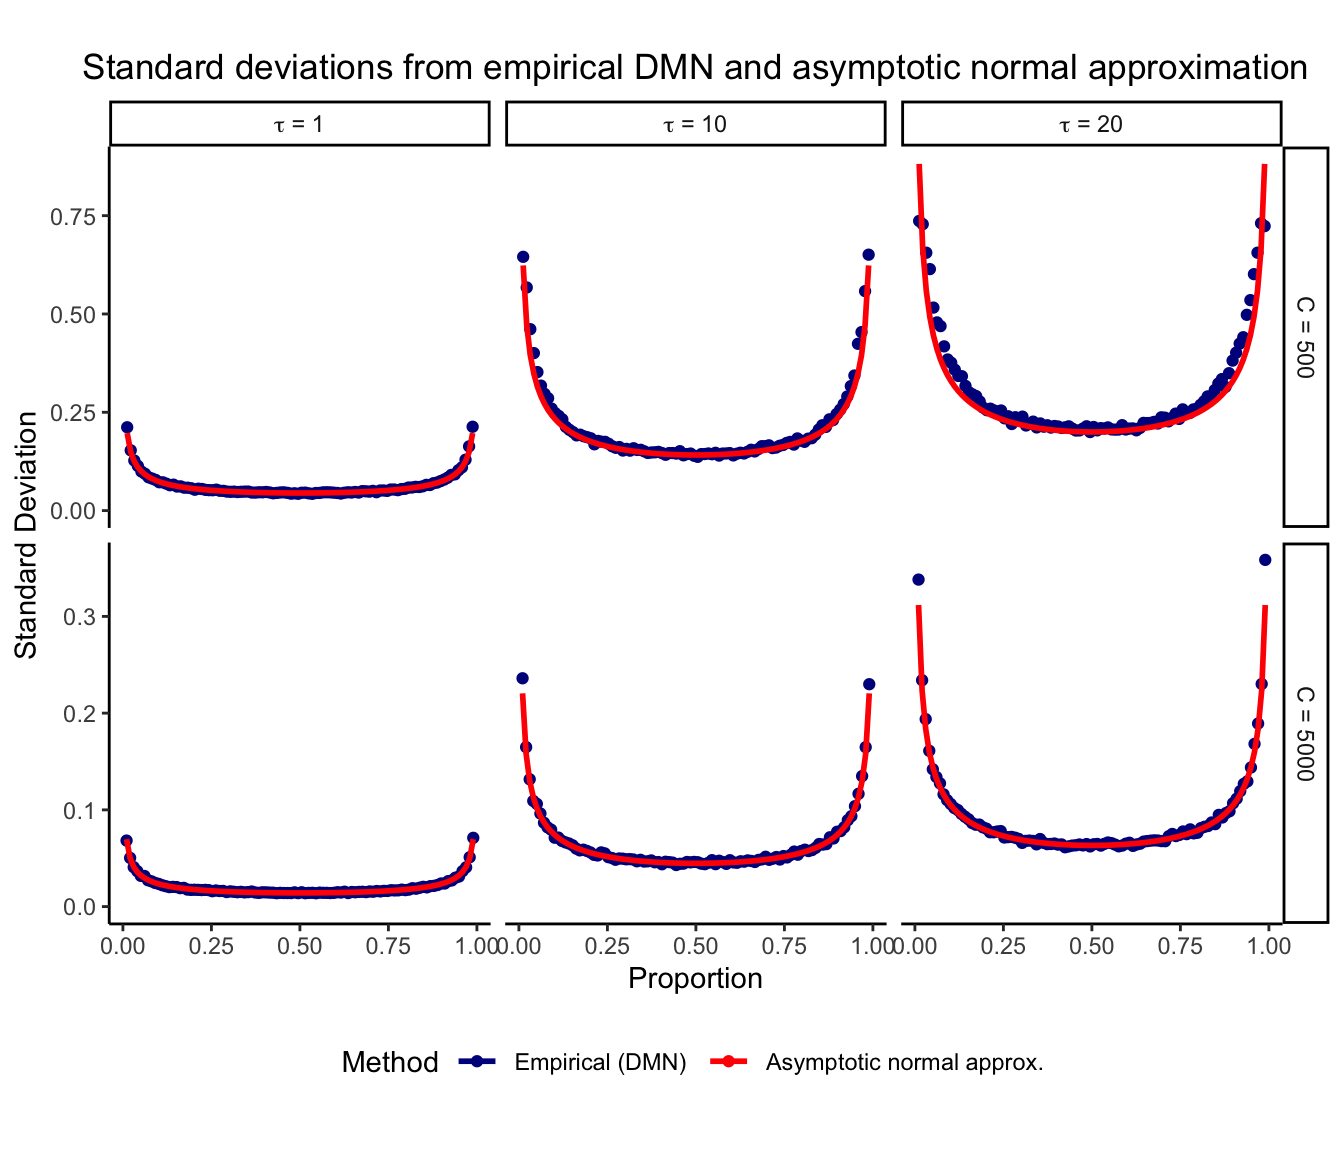 Standard deviations from empirical DMN and asymptotic normal approximation
τ = 1
τ = 10
τ = 20
C = 500
C = 5000
Standard Deviation
0.75
0.50
0.25
0.00
0.3
0.2
0.1
0.0
0.00 0.25 0.50 0.75 1.00
0.00 0.25 0.50 0.75 1.00
0.00 0.25 0.50 0.75 1.00
Proportion
Method Empirical (DMN) Asymptotic normal approx.